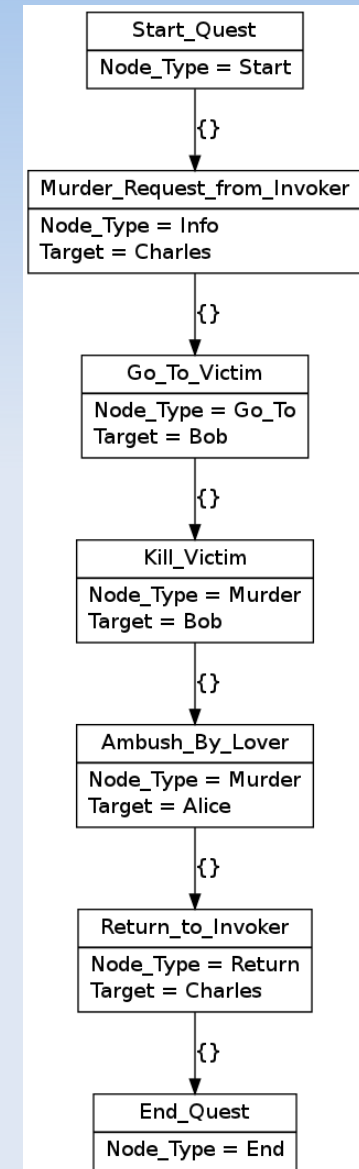 Start_Quest
Node_Type = Start
{}
Murder_Request_from_Invoker
Node_Type = Info
Target = Charles
{}
Go_To_Victim
Node_Type = Go_To
Target = Bob
{}
Kill_Victim
Node_Type = Murder
Target = Bob
{}
Ambush_By_Lover
Node_Type = Murder
Target = Alice
{}
Return_to_Invoker
Node_Type = Return
Target = Charles
{}
End_Quest
Node_Type = End